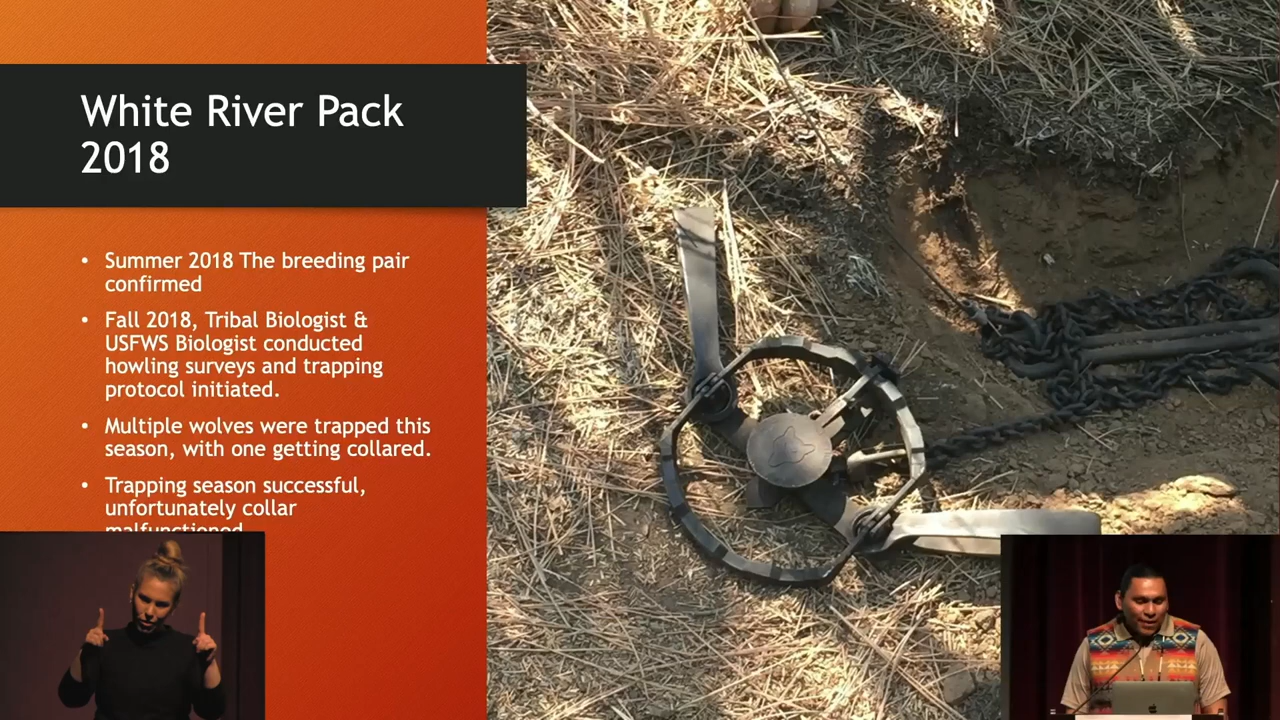 White River Pack
2018
• Summer 2018 The breeding pair
confirmed
• Fall 2018, Tribal Biologist &
USFWS Biologist conducted
howling surveys and trapping
protocol initiated.
• Multiple wolves were trapped this
season, with one getting collared.
• Trapping season successful,
unfortunately collar
malfunctioned